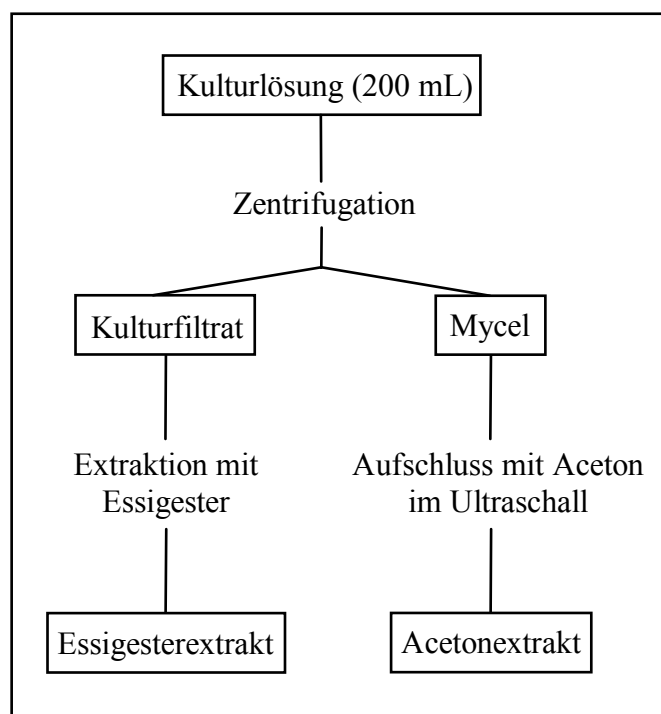 Kulturlösung (200 mL)
Zentrifugation
Kulturfiltrat
Mycel
Extraktion mit
Essigester
Aufschluss mit Aceton
im Ultraschall
Essigesterextrakt
Acetonextrakt